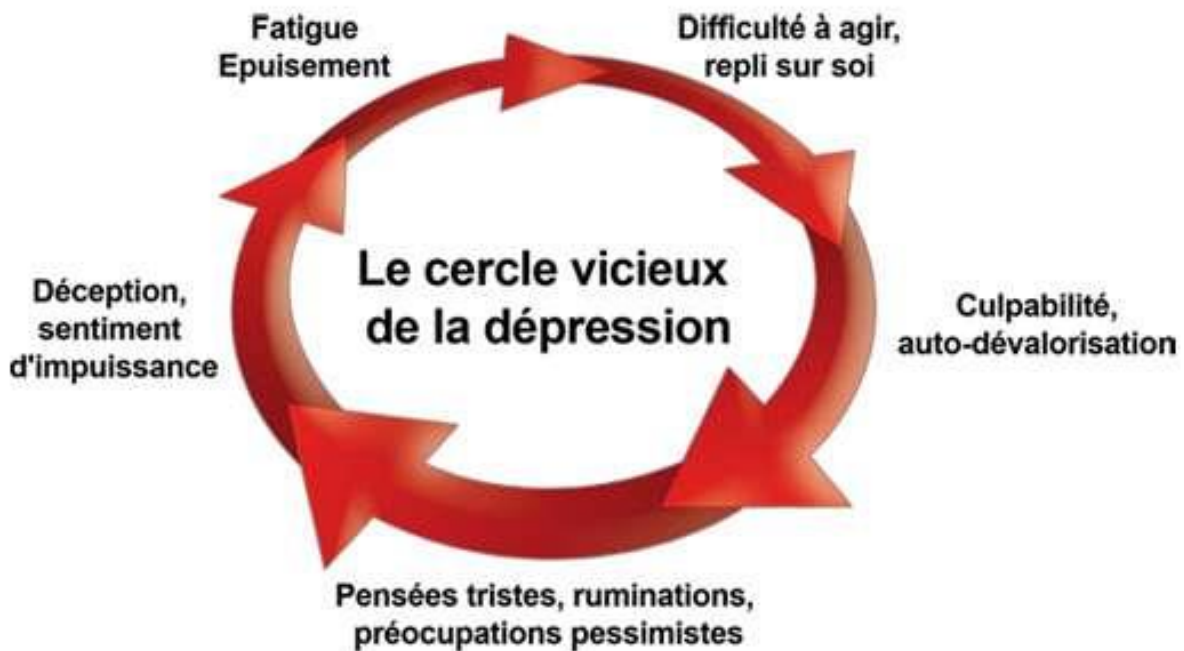 Fatigue
Epuisement
Difficulté à agir,
repli sur soi
Le cercle vicieux
de la dépression
Déception,
sentiment
d'impuissance
Culpabilité,
auto-dévalorisation
Pensées tristes, ruminations,
préocupations pessimistes